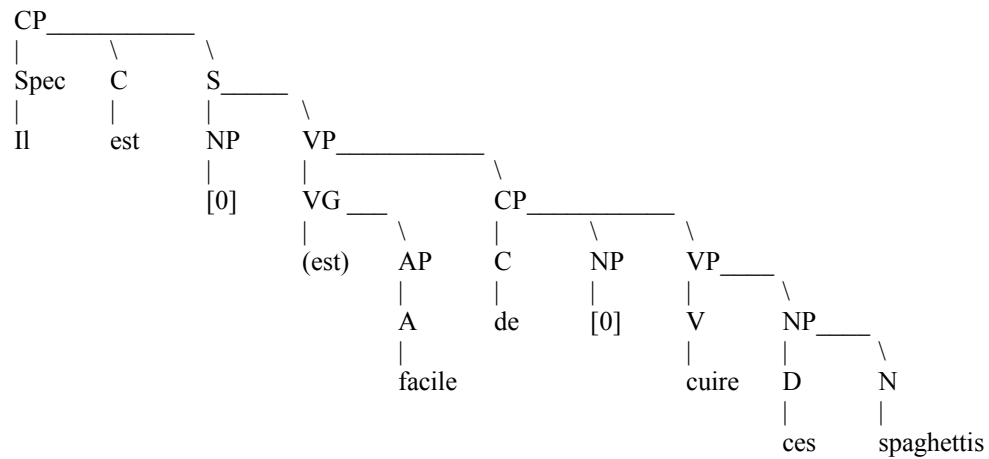 CP
Spec C S
Il est NP VP
[0] VG CP
(est) AP C NP VP
A de [0] V NP
facile cuire D N
ces spaghettis